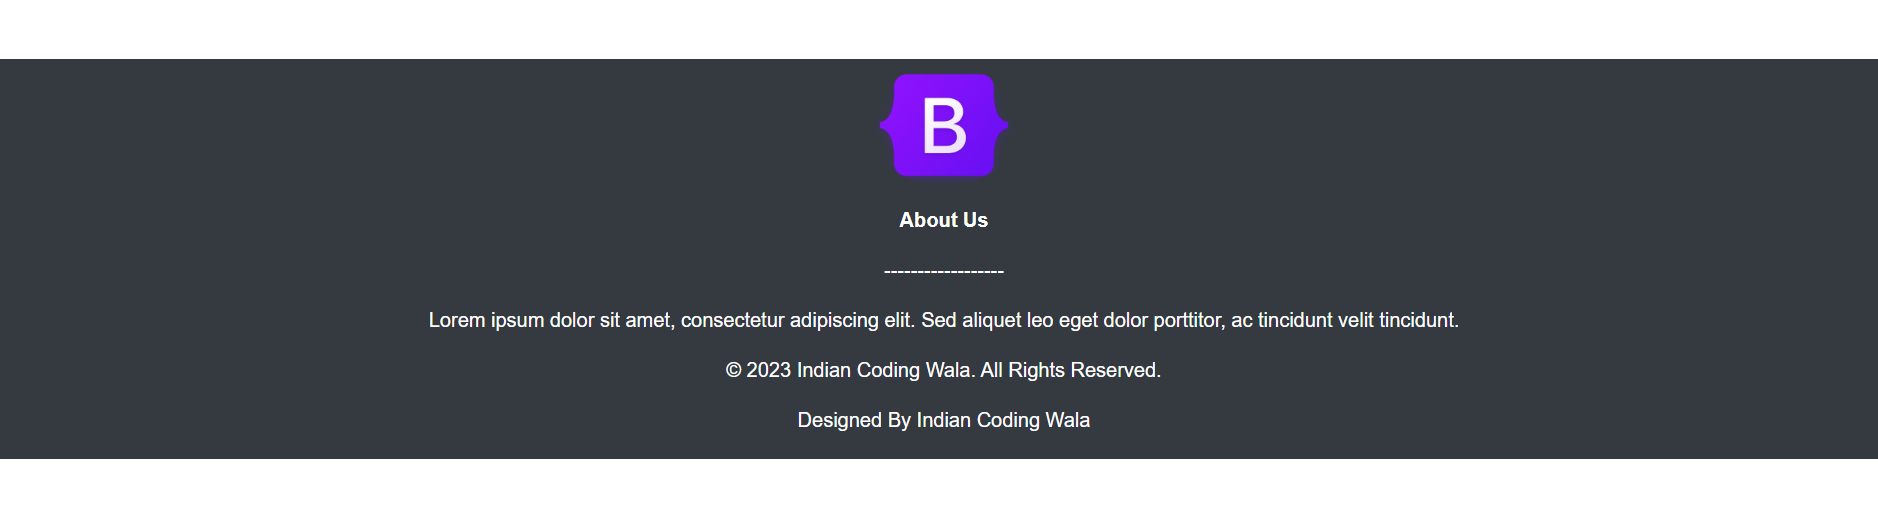 B
About Us
------------------
Lorem ipsum dolor sit amet, consectetur adipiscing elit. Sed aliquet leo eget dolor porttitor, ac tincidunt velit tincidunt.
© 2023 Indian Coding Wala. All Rights Reserved.
Designed By Indian Coding Wala